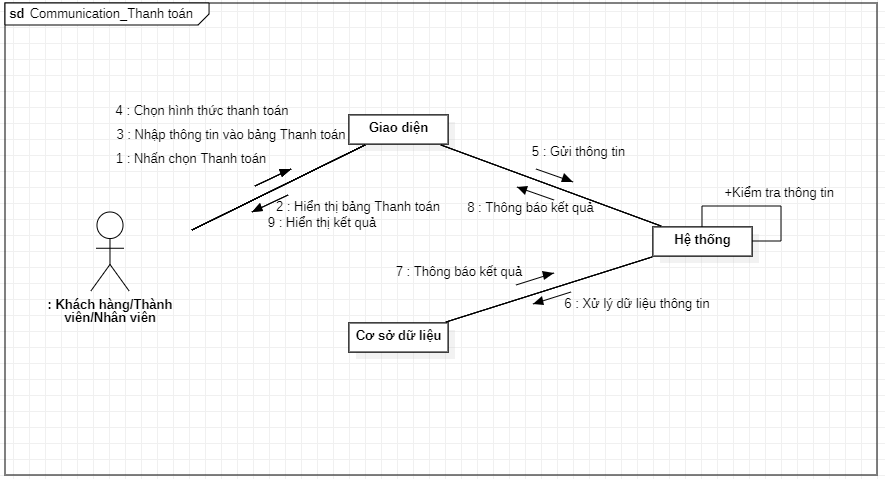 sd Communication_Thanh toán
4 : Chọn hình thức thanh toán
3 : Nhập thông tin vào bảng Thanh toán
1 : Nhấn chọn Thanh toán
Giao diện
5 : Gửi thông tin
2 : Hiển thị bảng Thanh toán
9 : Hiển thị kết quả
8 : Thông báo kết quả
+Kiểm tra thông tin
Hệ thống
7 : Thông báo kết quả
6 : Xử lý dữ liệu thông tin
: Khách hàng/Thành
viên/Nhân viên
Cơ sở dữ liệu